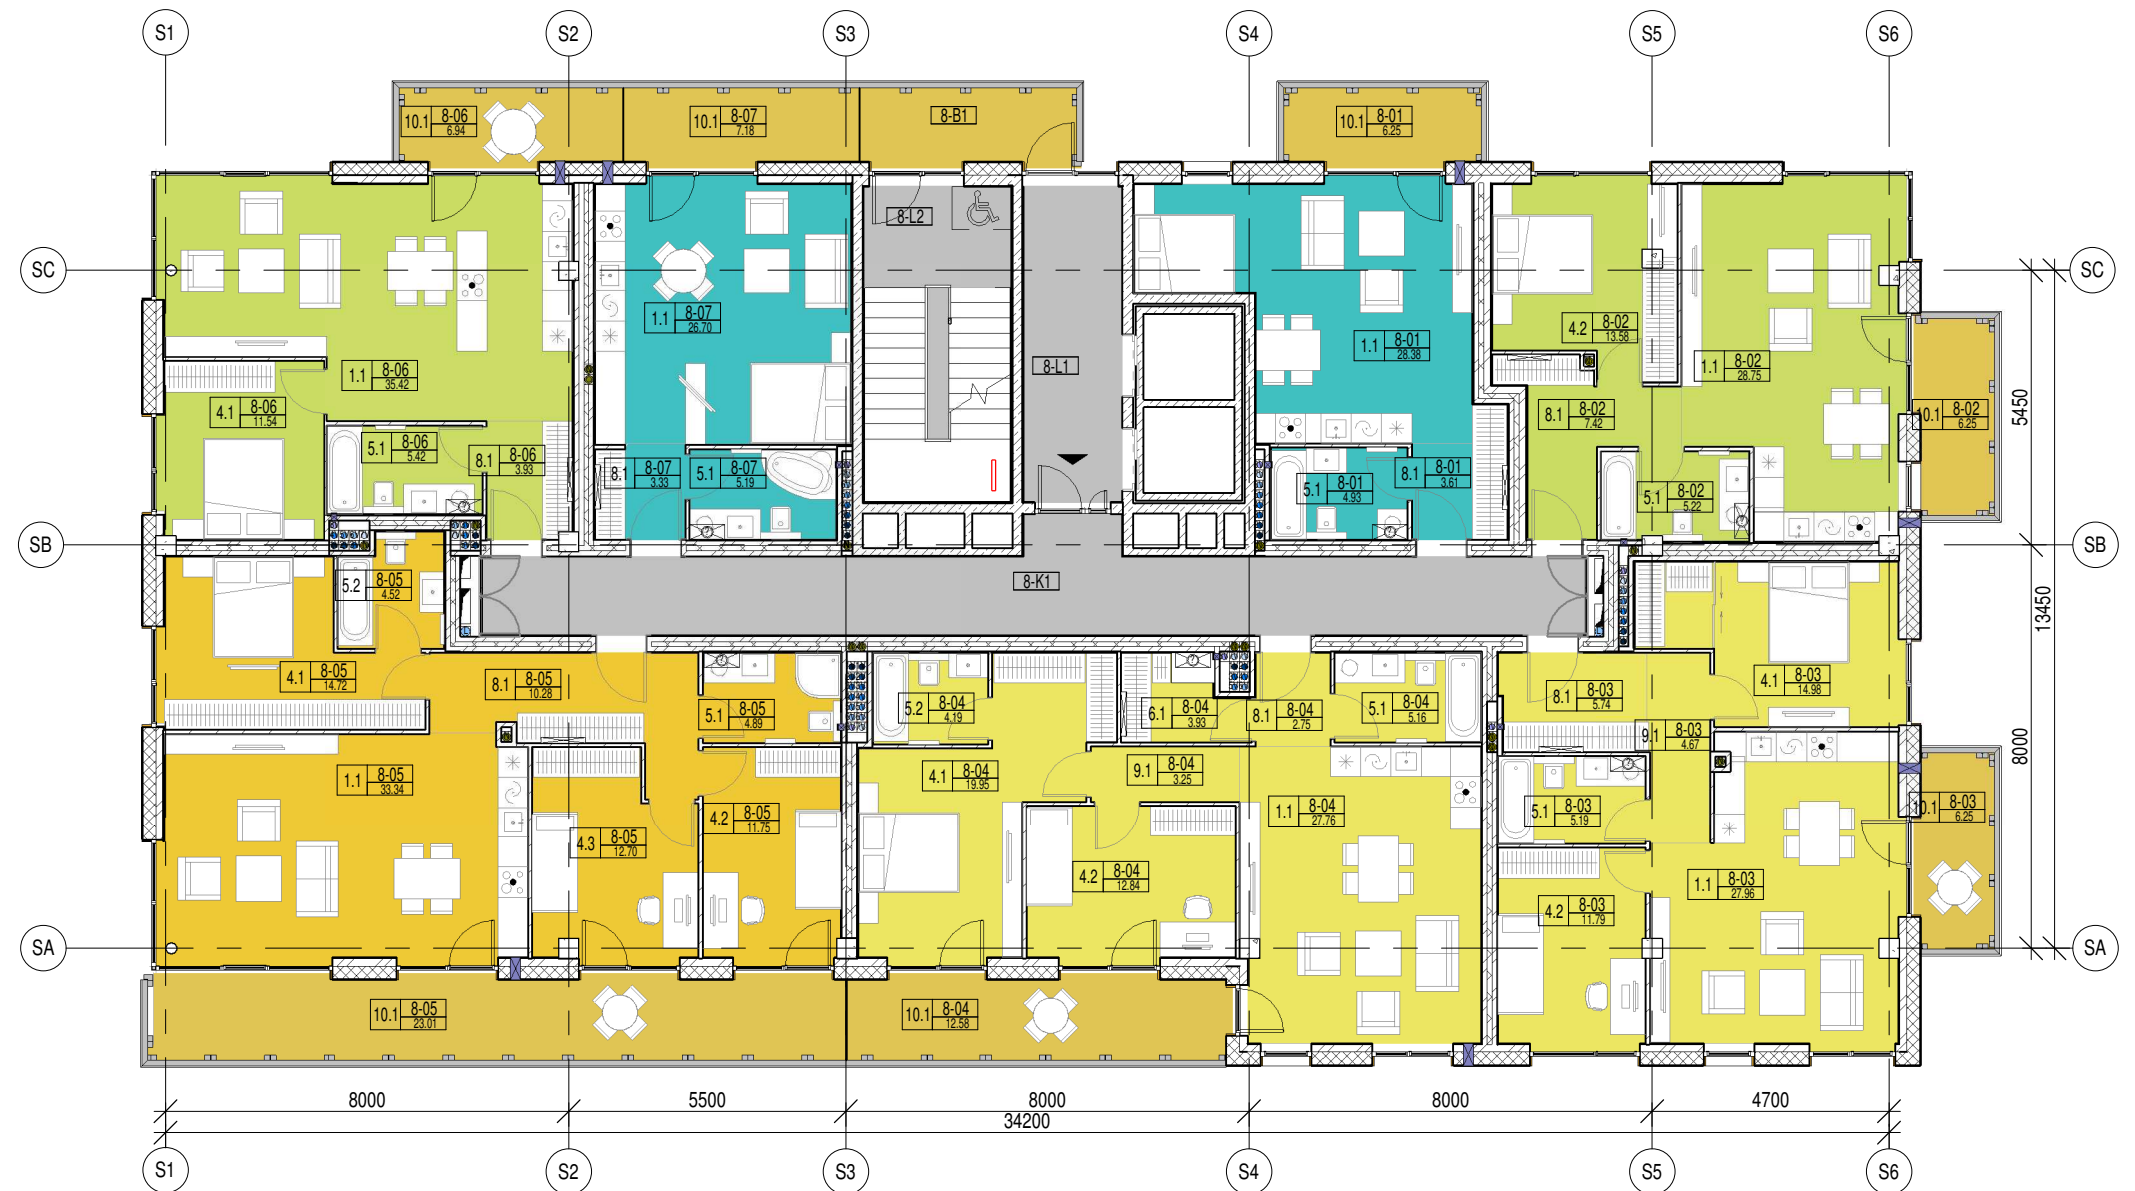 S1 S2 S3 S4 S5 S6
10.1 8-06 6.94
10.1 8-07 7.18
8-B1
10.1 8-01 6.25
8-L2
SC SC
1.1 8-07 26.70
4.2 8-02 13.58
1.1 8-01 28.38
8-L1
1.1 8-02 28.75
1.1 8-06 35.42
4.1 8-06 11.54
8.1 8-02 7.42
10.1 8-02 6.25
5450
5.1 8-06 5.42
8.1 8-06 3.93
8.1 8-07 3.33
5.1 8-07 5.19
8.1 8-01 3.61
5.1 8-01 4.93
5.1 8-02 5.22
SB SB
5.2 8-05 4.52
8-K1
13450
4.1 8-05 14.72
8.1 8-05 10.28
5.1 8-05 4.89
5.2 8-04 4.19
6.1 8-04 3.93
8.1 8-04 2.75
5.1 8-04 5.16
8.1 8-03 5.74
4.1 8-03 14.98
9.1 8-03 4.67
8000
1.1 8-05 33.34
4.1 8-04 19.95
9.1 8-04 3.25
4.3 8-05 12.70
4.2 8-05 11.75
1.1 8-04 27.76
5.1 8-03 5.19
10.1 8-03 6.25
4.2 8-04 12.84
1.1 8-03 27.96
4.2 8-03 11.79
SA SA
10.1 8-05 23.01
10.1 8-04 12.58
8000 5500 8000 8000 4700
34200
S1 S2 S3 S4 S5 S6